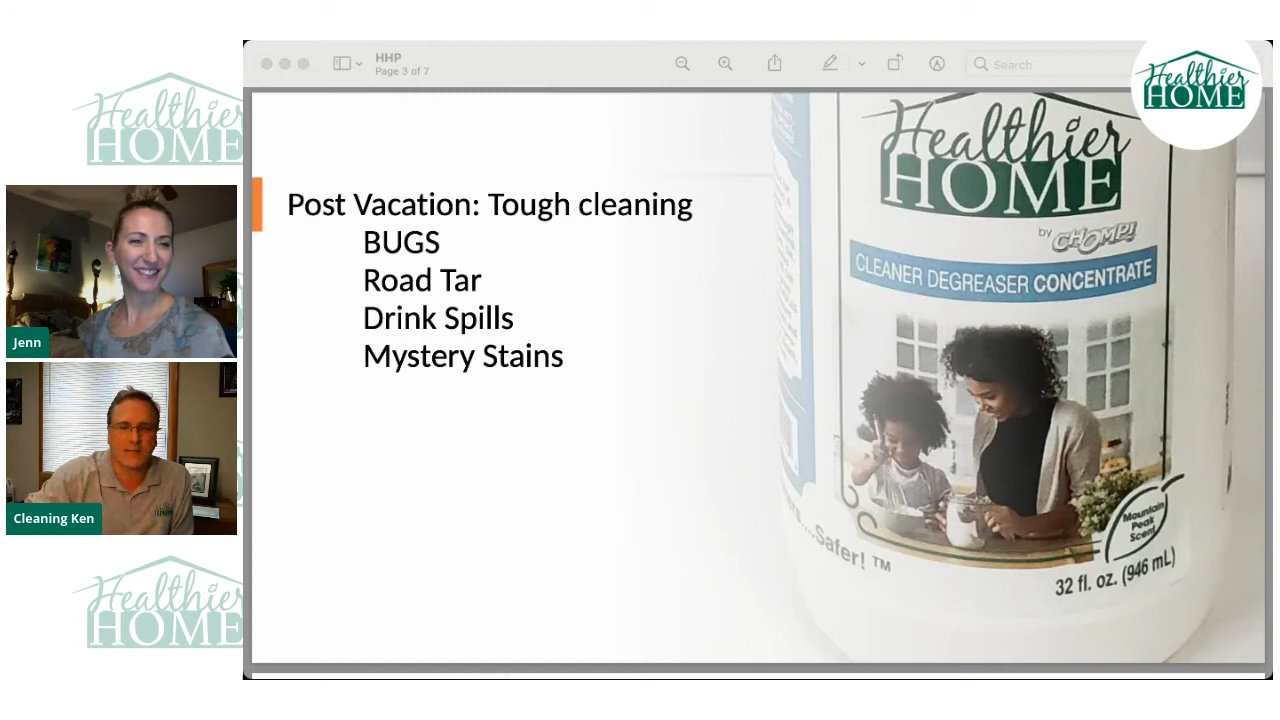 HHP
Page 3 of 7
Search
Healthier
HOME
Healthier
HOME
Healthier
HOME
Jenn
Cleaning Ken
Post Vacation: Tough cleaning
BUGS
Road Tar
Drink Spills
Mystery Stains
Healthier
HOME
by CHOMP!
CLEANER DEGREASER CONCENTRATE
Mountain
Peak
Scent
...Safer! ™
32 fl. oz. (946 mL)